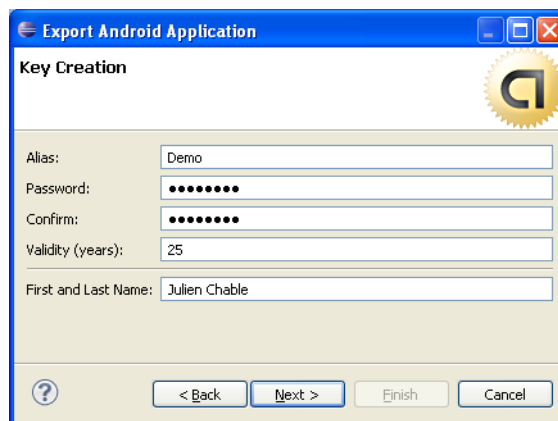 Export Android Application
Key Creation
Alias: Demo
Password: ●●●●●●●●
Confirm: ●●●●●●●●
Validity (years): 25
First and Last Name: Julien Chable
? < Back Next > Finish Cancel